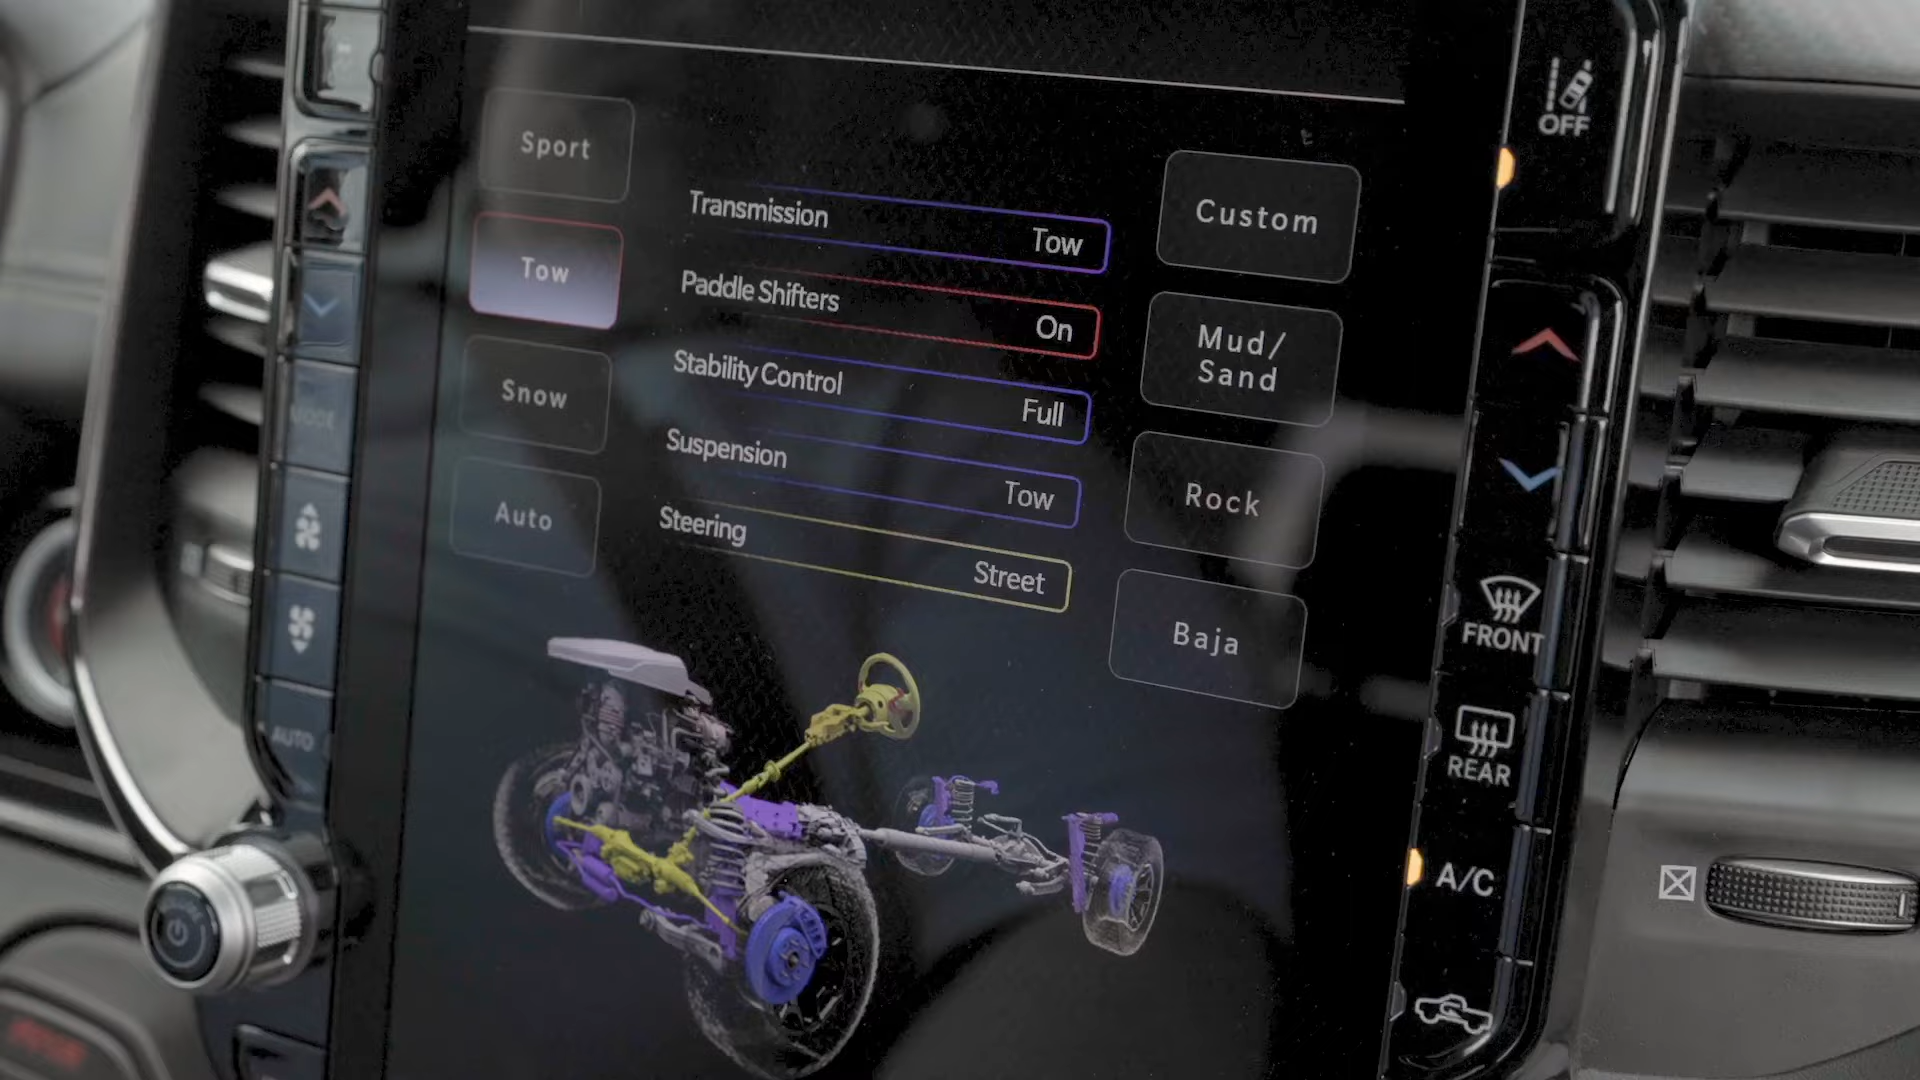 Sport
Tow
Snow
Auto
Transmission
Tow
Paddle Shifters
On
Stability Control
Full
Suspension
Tow
Steering
Street
Custom
Mud/
Sand
Rock
Baja
OFF
FRONT
REAR
A/C
AUTO